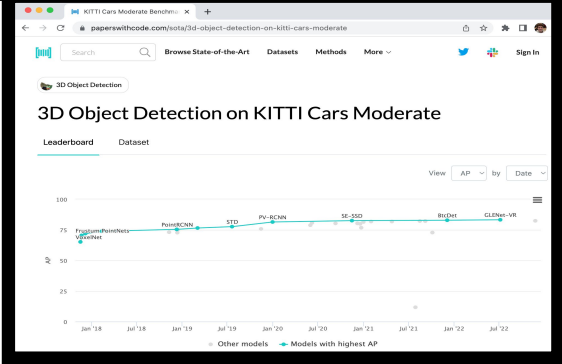 KITTI Cars Moderate Benchma
paperswithcode.com/sota/3d-object-detection-on-kitti-cars-moderate
Search
Browse State-of-the-Art
Datasets
Methods
More
Sign In
3D Object Detection
3D Object Detection on KITTI Cars Moderate
Leaderboard
Dataset
View AP by Date
100
75
50
25
0
AP
VoxelNet
FrustumPointNets
PointRCNN
STD
PV-RCNN
SE-SSD
BtcDet
GLENet-VR
Jan '18
Jul '18
Jan '19
Jul '19
Jan '20
Jul '20
Jan '21
Jul '21
Jan '22
Jul '22
Other models
Models with highest AP